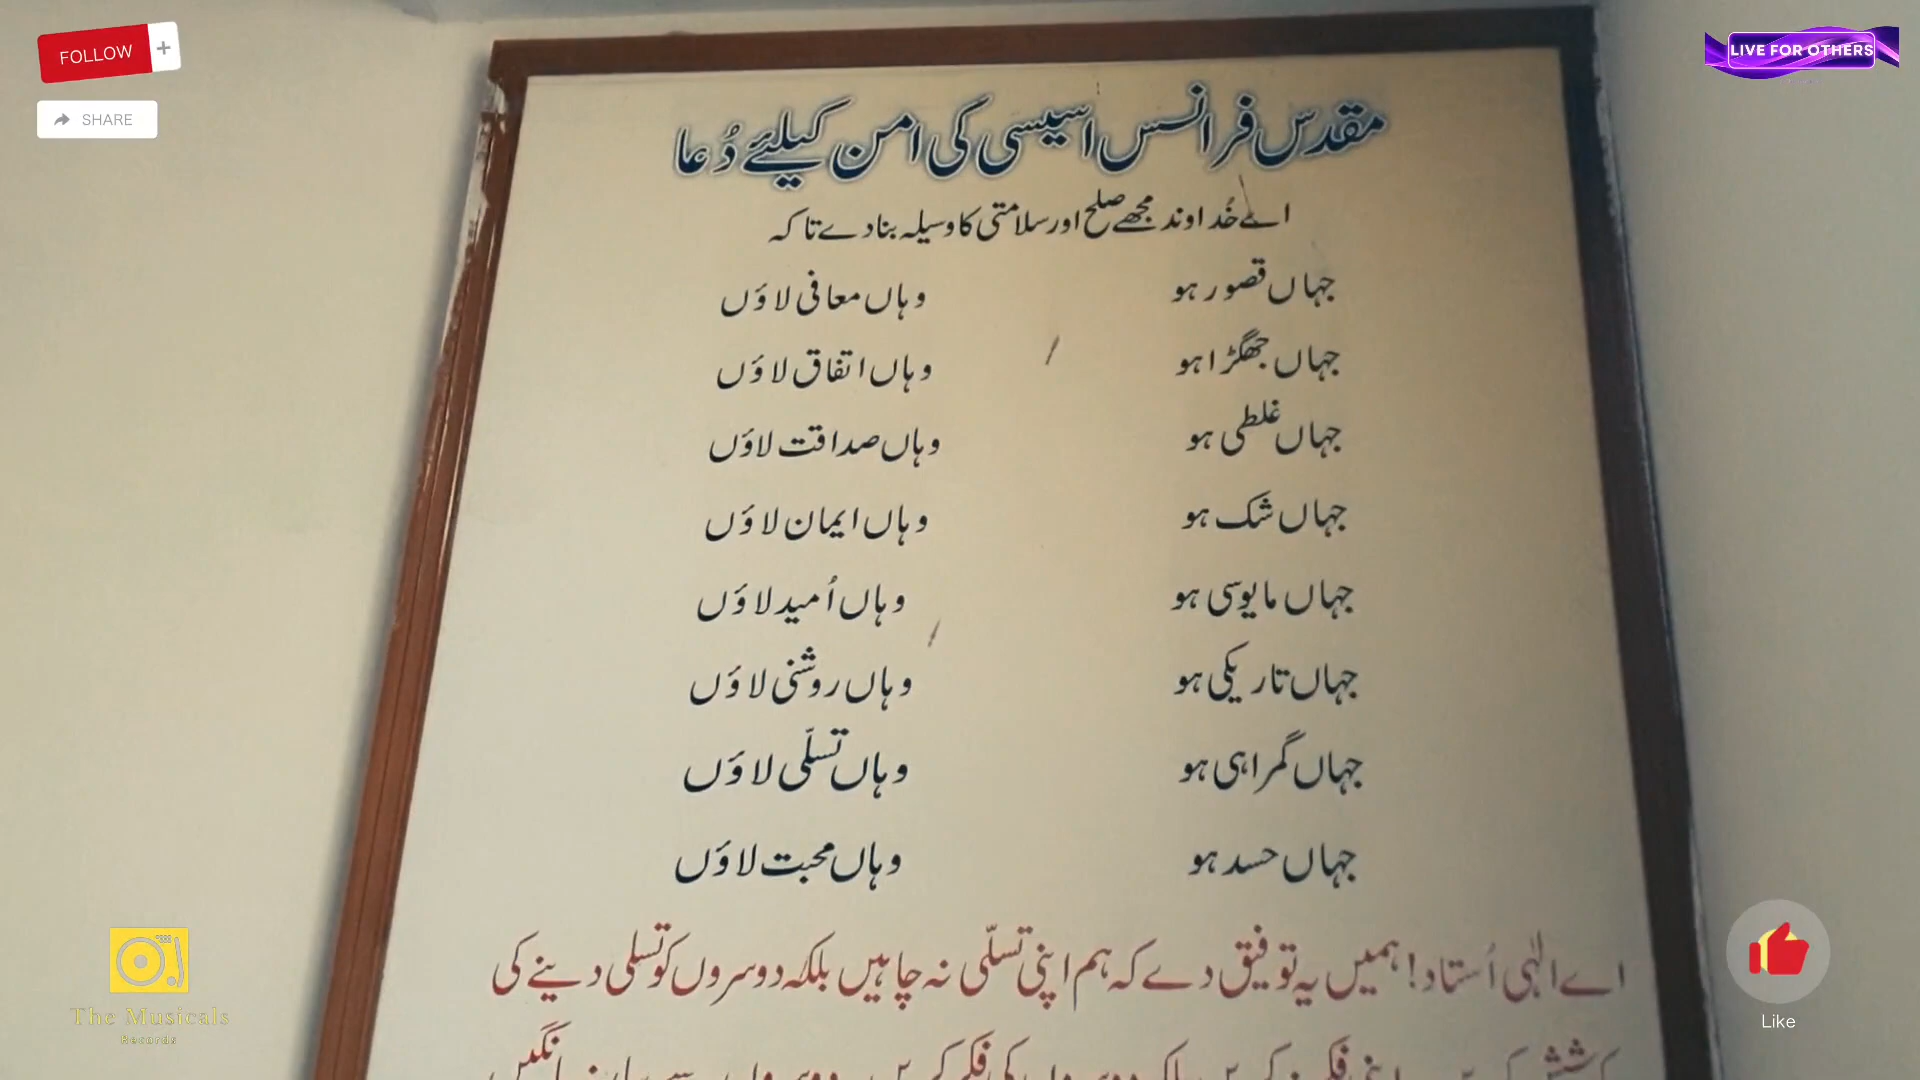 FOLLOW +
SHARE
LIVE FOR OTHERS
مقدس فرانسس اسیسی کی امن کیلئے دُعا
اے خُداوند مجھے صلح اور سلامتی کا وسیلہ بنا دے تاکہ
جہاں قصور ہو وہاں معافی لاؤں
جہاں جھگڑا ہو وہاں اتفاق لاؤں
جہاں غلطی ہو وہاں صداقت لاؤں
جہاں شک ہو وہاں ایمان لاؤں
جہاں مایوسی ہو وہاں اُمید لاؤں
جہاں تاریکی ہو وہاں روشنی لاؤں
جہاں گمراہی ہو وہاں تسلّی لاؤں
جہاں حسد ہو وہاں محبت لاؤں
اے الٰہی اُستاد! ہمیں یہ توفیق دے کہ ہم اپنی تسلّی نہ چاہیں بلکہ دوسروں کو تسلی دینے کی
The Musicals
Records
Like